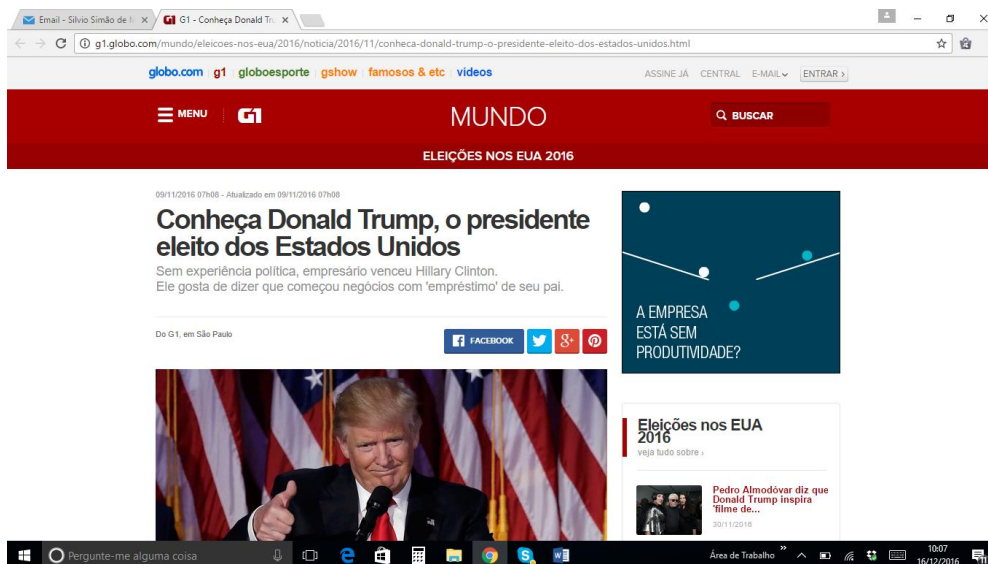 Email - Silvio Simão de
G1 - Conheça Donald Tru
g1.globo.com/mundo/eleicoes-nos-eua/2016/noticia/2016/11/conheca-donald-trump-o-presidente-eleito-dos-estados-unidos.html
globo.com g1 globoesporte gshow famosos & etc vídeos
ASSINE JÁ CENTRAL E-MAIL ENTRAR ›
MENU G1 MUNDO BUSCAR
ELEIÇÕES NOS EUA 2016
09/11/2016 07h08 - Atualizado em 09/11/2016 07h08
Conheça Donald Trump, o presidente
eleito dos Estados Unidos
Sem experiência política, empresário venceu Hillary Clinton.
Ele gosta de dizer que começou negócios com 'empréstimo' de seu pai.
Do G1, em São Paulo
FACEBOOK
A EMPRESA
ESTÁ SEM
PRODUTIVIDADE?
Eleições nos EUA
2016
veja tudo sobre ›
Pedro Almodóvar diz que
Donald Trump inspira
'filme de...
30/11/2016
Pergunte-me alguma coisa
Área de Trabalho
10:07
16/12/2016